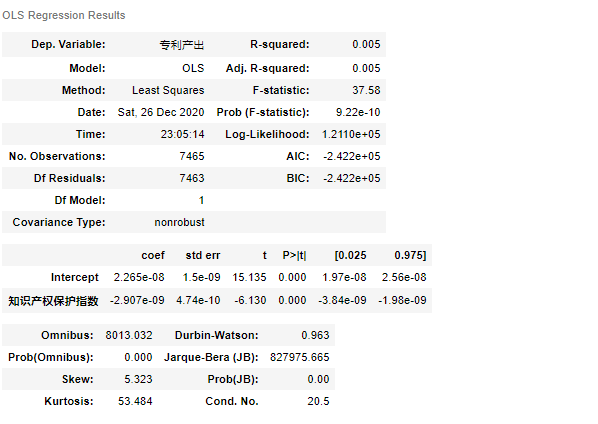 OLS Regression Results
Dep. Variable: 专利产出 R-squared: 0.005
Model: OLS Adj. R-squared: 0.005
Method: Least Squares F-statistic: 37.58
Date: Sat, 26 Dec 2020 Prob (F-statistic): 9.22e-10
Time: 23:05:14 Log-Likelihood: 1.2110e+05
No. Observations: 7465 AIC: -2.422e+05
Df Residuals: 7463 BIC: -2.422e+05
Df Model: 1
Covariance Type: nonrobust
coef std err t P>|t| [0.025 0.975]
Intercept 2.265e-08 1.5e-09 15.135 0.000 1.97e-08 2.56e-08
知识产权保护指数 -2.907e-09 4.74e-10 -6.130 0.000 -3.84e-09 -1.98e-09
Omnibus: 8013.032 Durbin-Watson: 0.963
Prob(Omnibus): 0.000 Jarque-Bera (JB): 827975.665
Skew: 5.323 Prob(JB): 0.00
Kurtosis: 53.484 Cond. No. 20.5